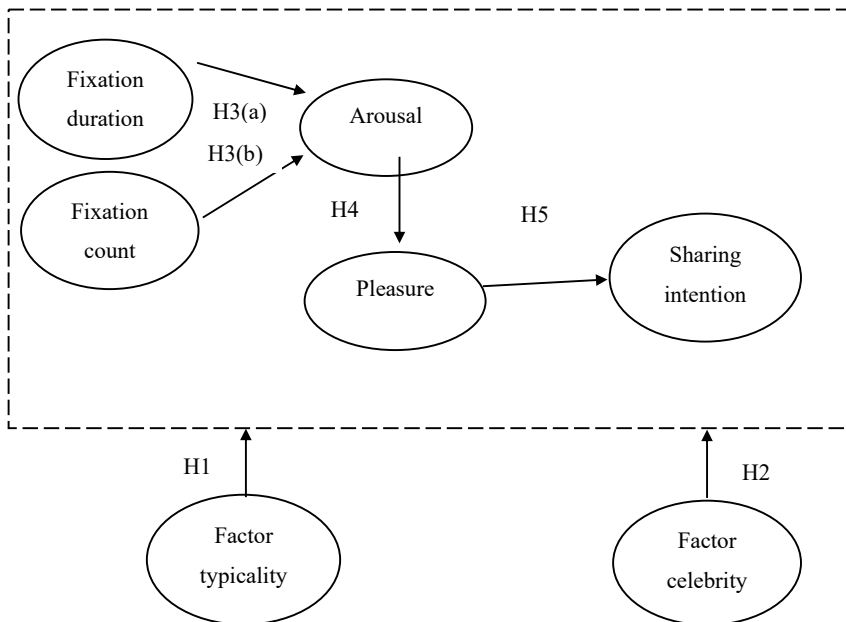 Fixation
duration
H3(a)
Arousal
H3(b)
Fixation
count
H4
H5
Pleasure
Sharing
intention
H1
H2
Factor
typicality
Factor
celebrity